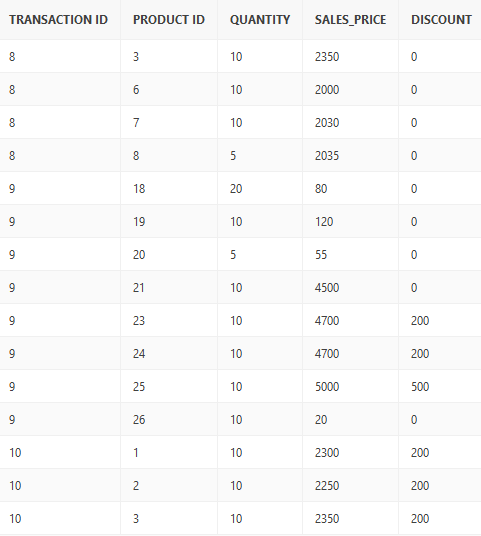 TRANSACTION ID PRODUCT ID QUANTITY SALES_PRICE DISCOUNT
8 3 10 2350 0
8 6 10 2000 0
8 7 10 2030 0
8 8 5 2035 0
9 18 20 80 0
9 19 10 120 0
9 20 5 55 0
9 21 10 4500 0
9 23 10 4700 200
9 24 10 4700 200
9 25 10 5000 500
9 26 10 20 0
10 1 10 2300 200
10 2 10 2250 200
10 3 10 2350 200